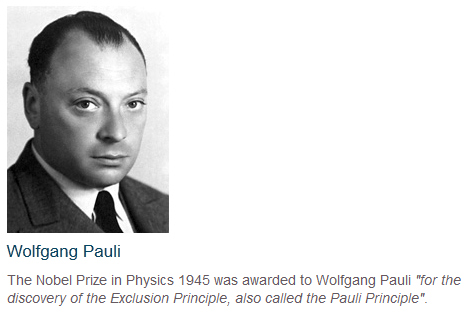 Wolfgang Pauli
The Nobel Prize in Physics 1945 was awarded to Wolfgang Pauli "for the
discovery of the Exclusion Principle, also called the Pauli Principle".